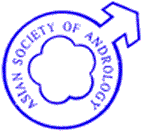 ASIAN SOCIETY OF ANDROLOGY